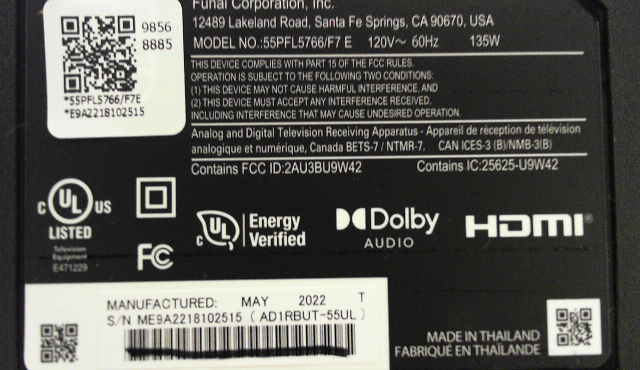 Funai Corporation, Inc.
12489 Lakeland Road, Santa Fe Springs, CA 90670, USA
MODEL NO.:55PFL5766/F7 E 120V~ 60Hz 135W
9856
8885
*55PFL5766/F7E
*E9A2218102515
THIS DEVICE COMPLIES WITH PART 15 OF THE FCC RULES.
OPERATION IS SUBJECT TO THE FOLLOWING TWO CONDITIONS:
(1) THIS DEVICE MAY NOT CAUSE HARMFUL INTERFERENCE, AND
(2) THIS DEVICE MUST ACCEPT ANY INTERFERENCE RECEIVED,
INCLUDING INTERFERENCE THAT MAY CAUSE UNDESIRED OPERATION.
Analog and Digital Television Receiving Apparatus - Appareil de réception de télévision
analogique et numérique, Canada BETS-7 / NTMR-7. CAN ICES-3 (B)/NMB-3(B)
Contains FCC ID:2AU3BU9W42 Contains IC:25625-U9W42
C UL US
LISTED
Television
Equipment
E471229
FC
C UL Energy
Verified
Dolby
AUDIO
HDMI®
MANUFACTURED: MAY 2022 T
S/N ME9A2218102515 ( AD1RBUT-55UL )
MADE IN THAILAND
FABRIQUÉ EN THAÏLANDE